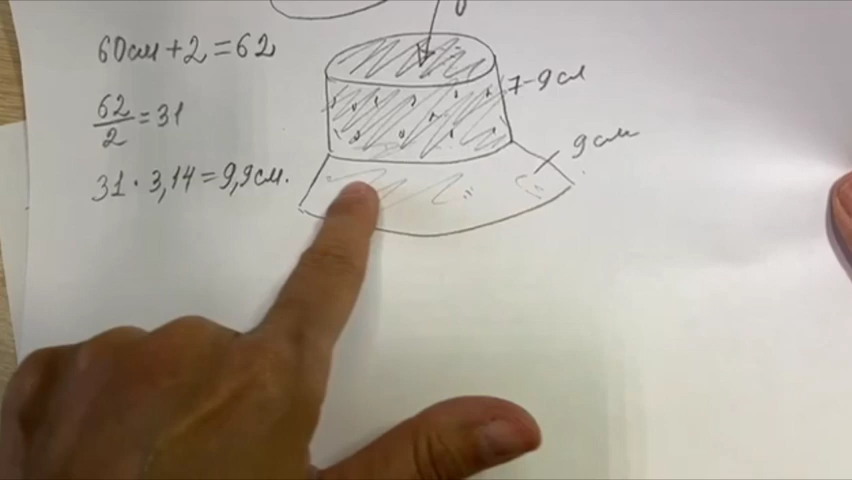 60см + 2 = 62
7-9см
62/2 = 31
9см
31 · 3,14 = 9,9см.